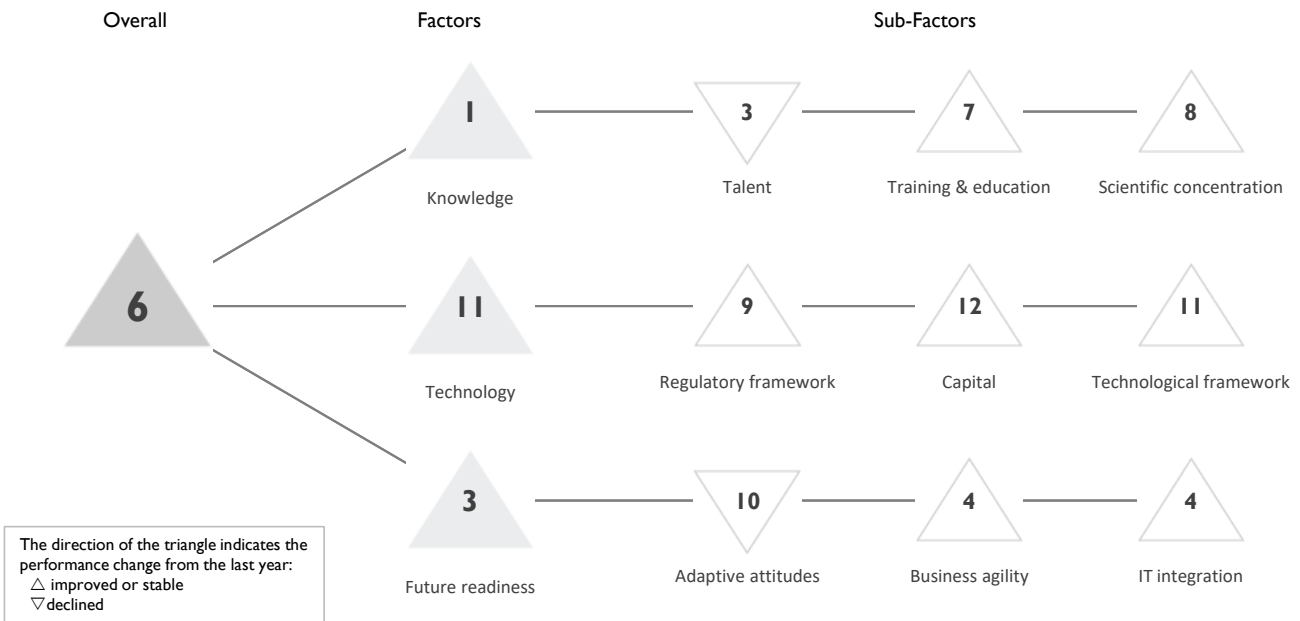 Overall
Factors
Sub-Factors
1
3
7
8
Knowledge
Talent
Training & education
Scientific concentration
6
11
9
12
11
Technology
Regulatory framework
Capital
Technological framework
3
10
4
4
Future readiness
Adaptive attitudes
Business agility
IT integration
The direction of the triangle indicates the
performance change from the last year:
△ improved or stable
▽ declined